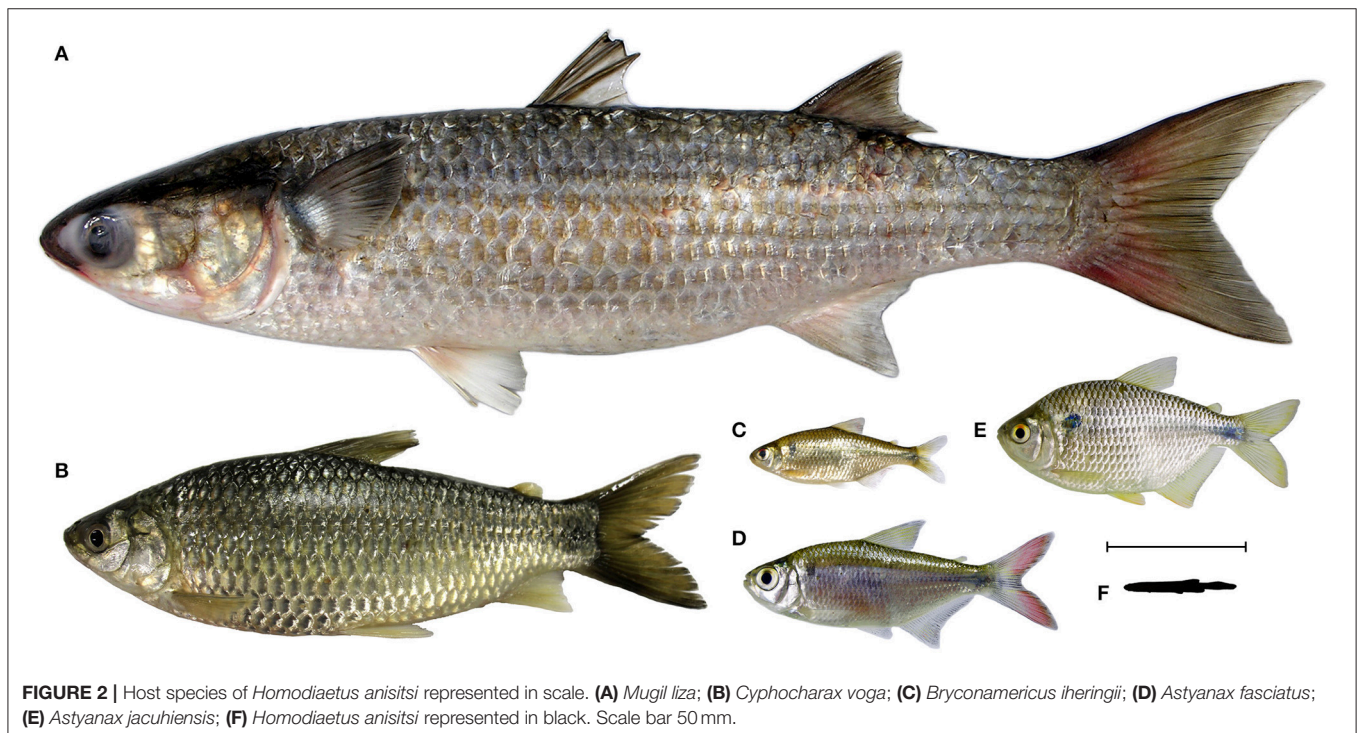 A
B
C
E
D
F
FIGURE 2 | Host species of Homodiaetus anisitsi represented in scale. (A) Mugil liza; (B) Cyphocharax voga; (C) Bryconamericus iheringii; (D) Astyanax fasciatus;
(E) Astyanax jacuhiensis; (F) Homodiaetus anisitsi represented in black. Scale bar 50 mm.